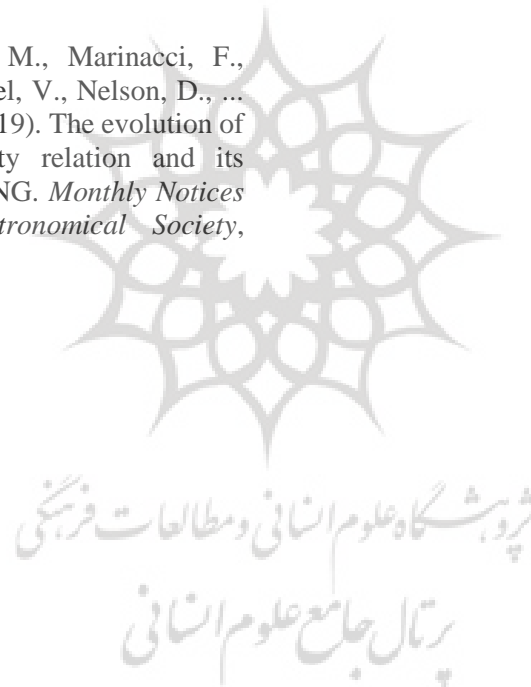 M., Marinacci, F.,
el, V., Nelson, D., ...
19). The evolution of
ty relation and its
NG. Monthly Notices
tronomical Society,
پژوهشگاه علوم انسانی و مطالعات فرهنگی
پرتال جامع علوم انسانی